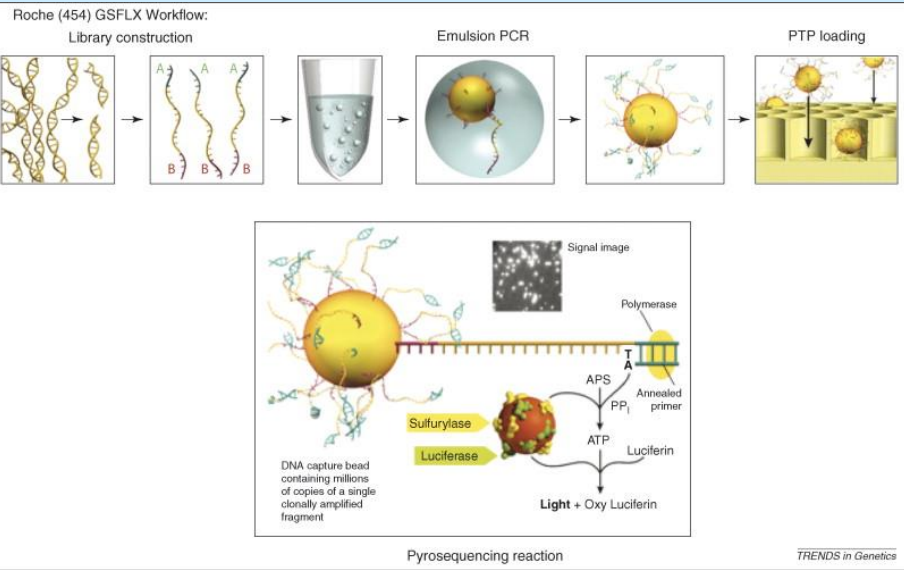 Roche (454) GSFLX Workflow:
Library construction
Emulsion PCR
PTP loading
A
A
A
B
B
B
Signal image
Polymerase
T
A
Annealed
primer
APS
PPi
Sulfurylase
ATP
Luciferin
Luciferase
DNA capture bead
containing millions
of copies of a single
clonally amplified
fragment
Light + Oxy Luciferin
Pyrosequencing reaction
TRENDS in Genetics